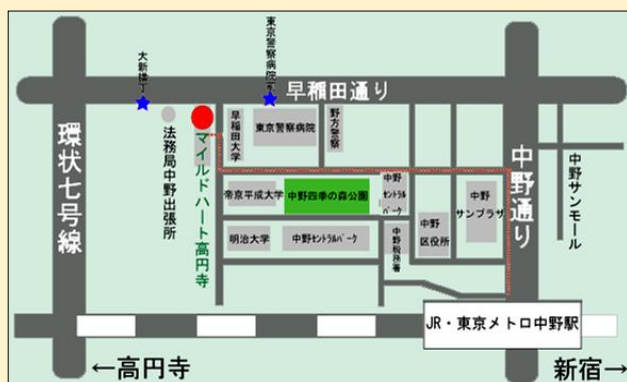 大新横丁
東京警察病院前
早稲田通り
環状七号線
法務局中野出張所
マイルドハート高円寺
早稲田大学
東京警察病院
野方警察
中野通り
中野サンモール
帝京平成大学
中野四季の森公園
中野セントラルパーク
中野サンプラザ
中野区役所
明治大学
中野セントラルパーク
中野税務署
JR・東京メトロ中野駅
←高円寺
新宿→